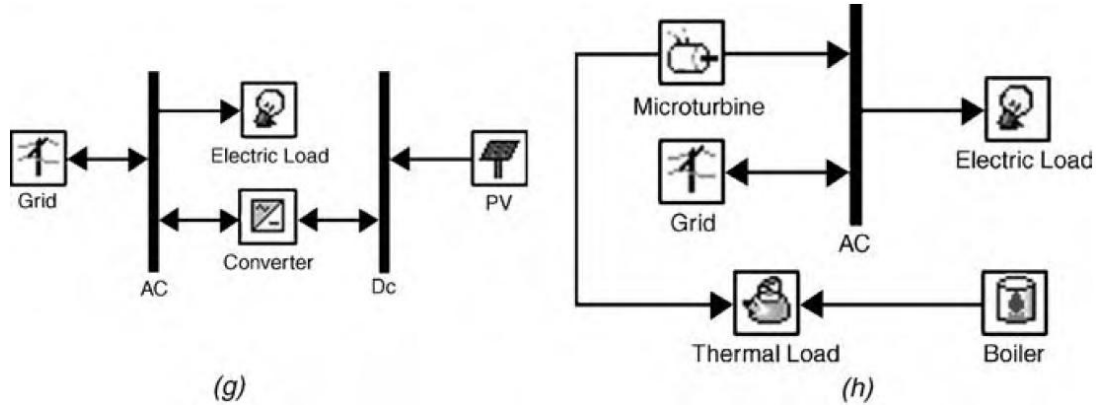 Grid
Electric Load
Converter
AC
Dc
PV
(g)
Microturbine
Grid
AC
Electric Load
Thermal Load
Boiler
(h)